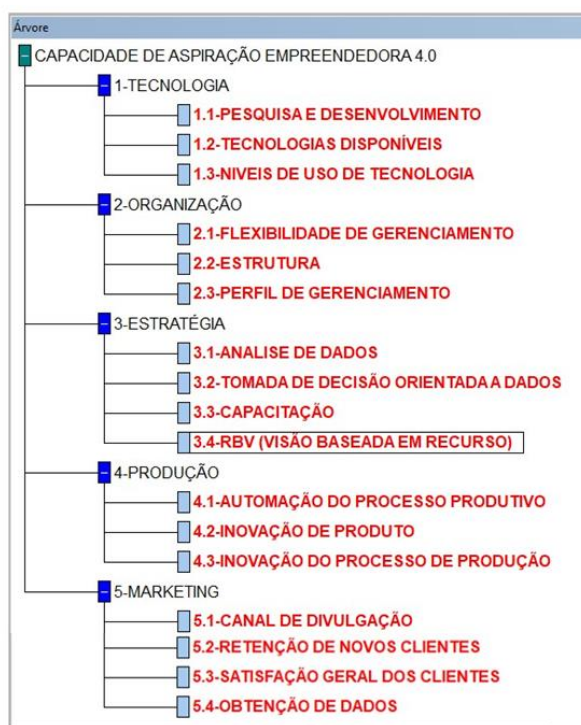 Árvore
CAPACIDADE DE ASPIRAÇÃO EMPREENDEDORA 4.0
1-TECNOLOGIA
1.1-PESQUISA E DESENVOLVIMENTO
1.2-TECNOLOGIAS DISPONÍVEIS
1.3-NIVEIS DE USO DE TECNOLOGIA
2-ORGANIZAÇÃO
2.1-FLEXIBILIDADE DE GERENCIAMENTO
2.2-ESTRUTURA
2.3-PERFIL DE GERENCIAMENTO
3-ESTRATÉGIA
3.1-ANALISE DE DADOS
3.2-TOMADA DE DECISÃO ORIENTADA A DADOS
3.3-CAPACITAÇÃO
3.4-RBV (VISÃO BASEADA EM RECURSO)
4-PRODUÇÃO
4.1-AUTOMAÇÃO DO PROCESSO PRODUTIVO
4.2-INOVAÇÃO DE PRODUTO
4.3-INOVAÇÃO DO PROCESSO DE PRODUÇÃO
5-MARKETING
5.1-CANAL DE DIVULGAÇÃO
5.2-RETENÇÃO DE NOVOS CLIENTES
5.3-SATISFAÇÃO GERAL DOS CLIENTES
5.4-OBTENÇÃO DE DADOS